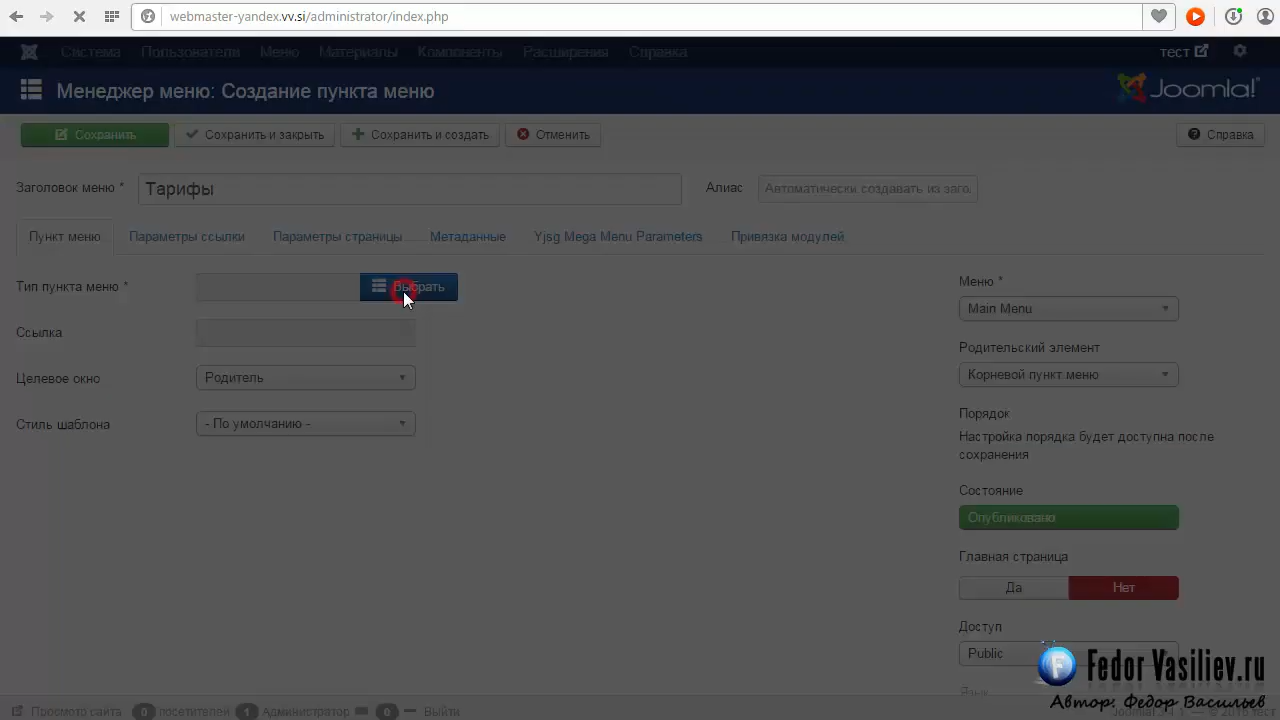 webmaster-yandex.vv.si/administrator/index.php
Система Пользователи Меню Материалы Компоненты Расширения Справка тест
Менеджер меню: Создание пункта меню
Joomla!
Сохранить Сохранить и закрыть Сохранить и создать Отменить Справка
Заголовок меню * Тарифы Алиас Автоматически создавать из заго.
Пункт меню Параметры ссылки Параметры страницы Метаданные Yjsg Mega Menu Parameters Привязка модулей
Тип пункта меню * Выбрать
Ссылка
Целевое окно Родитель
Стиль шаблона - По умолчанию -
Меню *
Main Menu
Родительский элемент
Корневой пункт меню
Порядок
Настройка порядка будет доступна после
сохранения
Состояние
Опубликовано
Главная страница
Да Нет
Доступ
Public
Язык
Fedor Vasiliev.ru
Автор: Федор Васильев
Просмотр сайта 0 посетителей 1 Администратор 0 Выйти